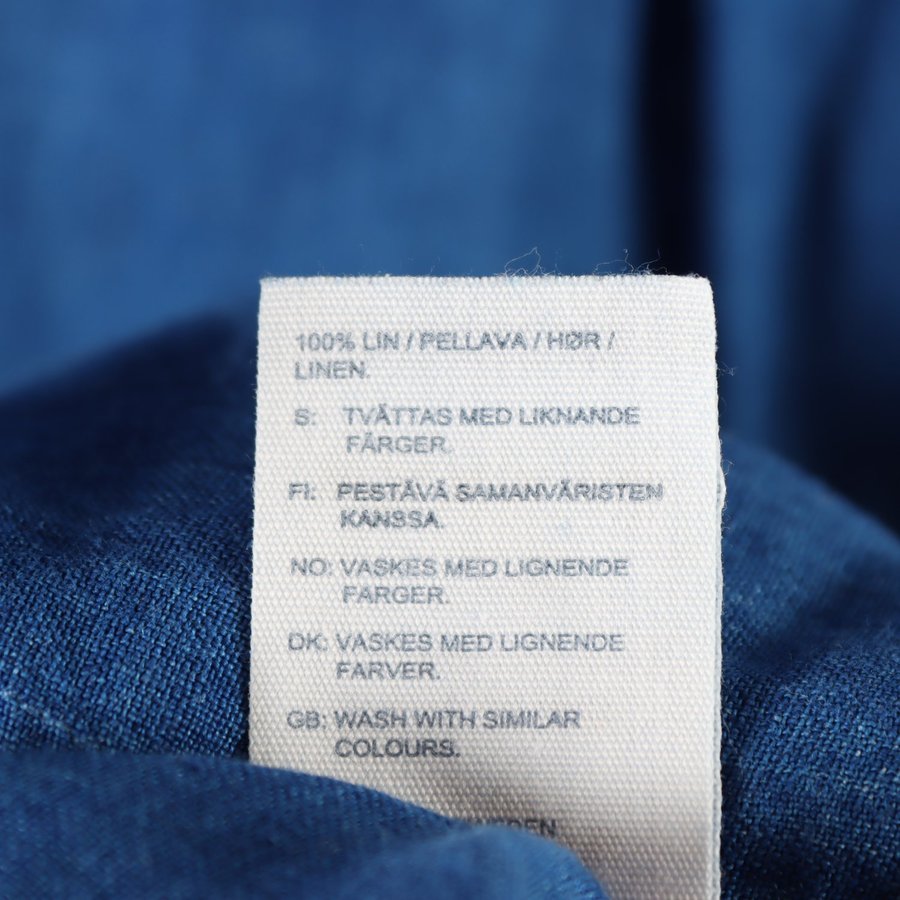 100% LIN / PELLAVA / HØR /
LINEN.
S: TVÄTTAS MED LIKNANDE
FÄRGER.
FI: PESTÄVÄ SAMANVÄRISTEN
KANSSA.
NO: VASKES MED LIGNENDE
FARGER.
DK: VASKES MED LIGNENDE
FARVER.
GB: WASH WITH SIMILAR
COLOURS.